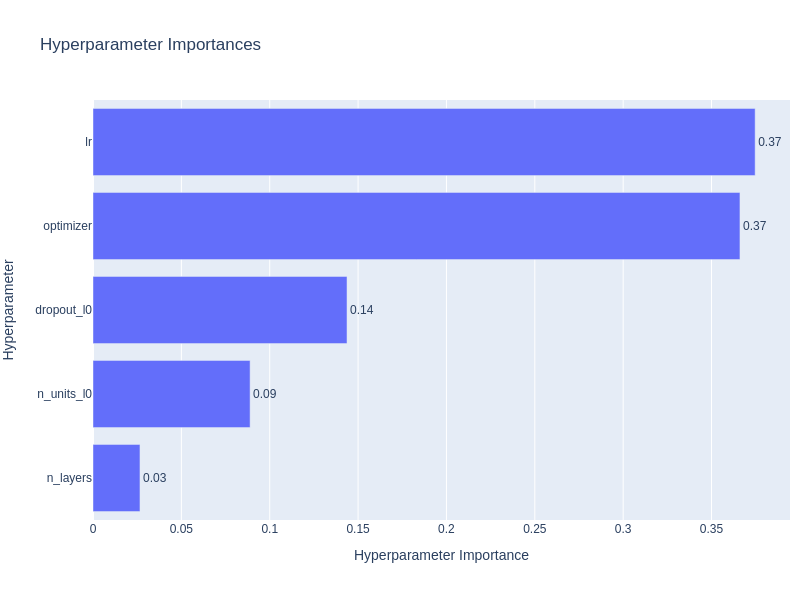 Hyperparameter Importances
Hyperparameter
lr
0.37
optimizer
0.37
dropout_l0
0.14
n_units_l0
0.09
n_layers
0.03
0
0.05
0.1
0.15
0.2
0.25
0.3
0.35
Hyperparameter Importance